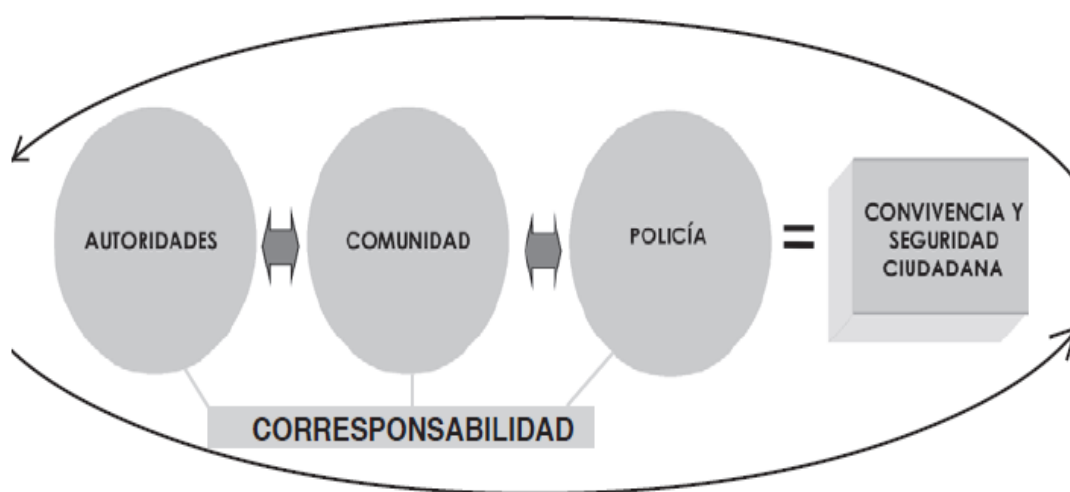 AUTORIDADES
COMUNIDAD
POLICÍA
=
CONVIVENCIA Y
SEGURIDAD
CIUDADANA
CORRESPONSABILIDAD